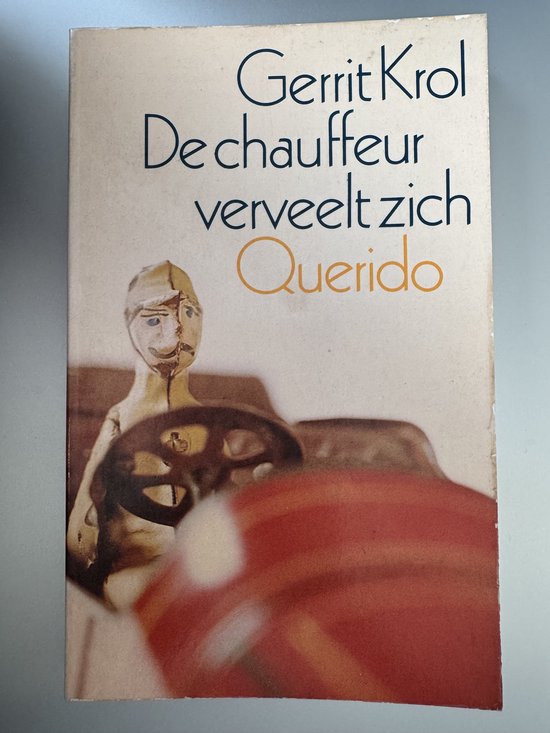 Gerrit Krol
De chauffeur
verveelt zich
Querido